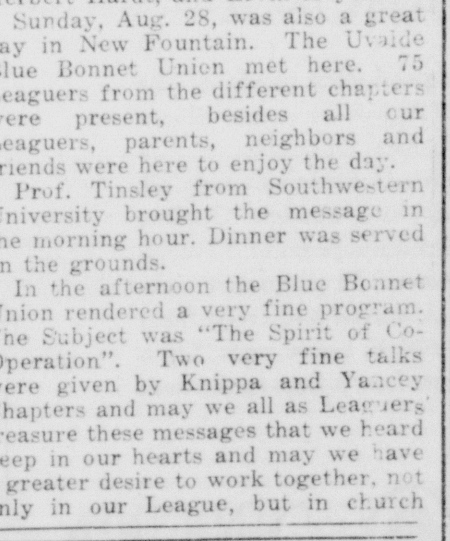 Sunday, Aug. 28, was also a great
ay in New Fountain. The Uvalde
lue Bonnet Union met here. 75
eaguers from the different chapters
ere present, besides all our
eaguers, parents, neighbors and
riends were here to enjoy the day.
Prof. Tinsley from Southwestern
niversity brought the message in
he morning hour. Dinner was served
n the grounds.
In the afternoon the Blue Bonnet
nion rendered a very fine program.
he Subject was "The Spirit of Co-
peration". Two very fine talks
ere given by Knippa and Yancey
hapters and may we all as Leaguers
reasure these messages that we heard
eep in our hearts and may we have
greater desire to work together, not
nly in our League, but in church